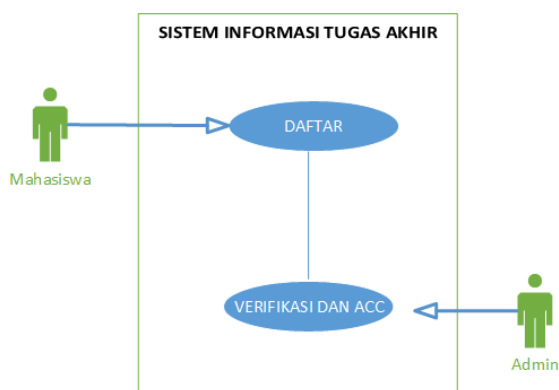 SISTEM INFORMASI TUGAS AKHIR
DAFTAR
Mahasiswa
VERIFIKASI DAN ACC
Admin